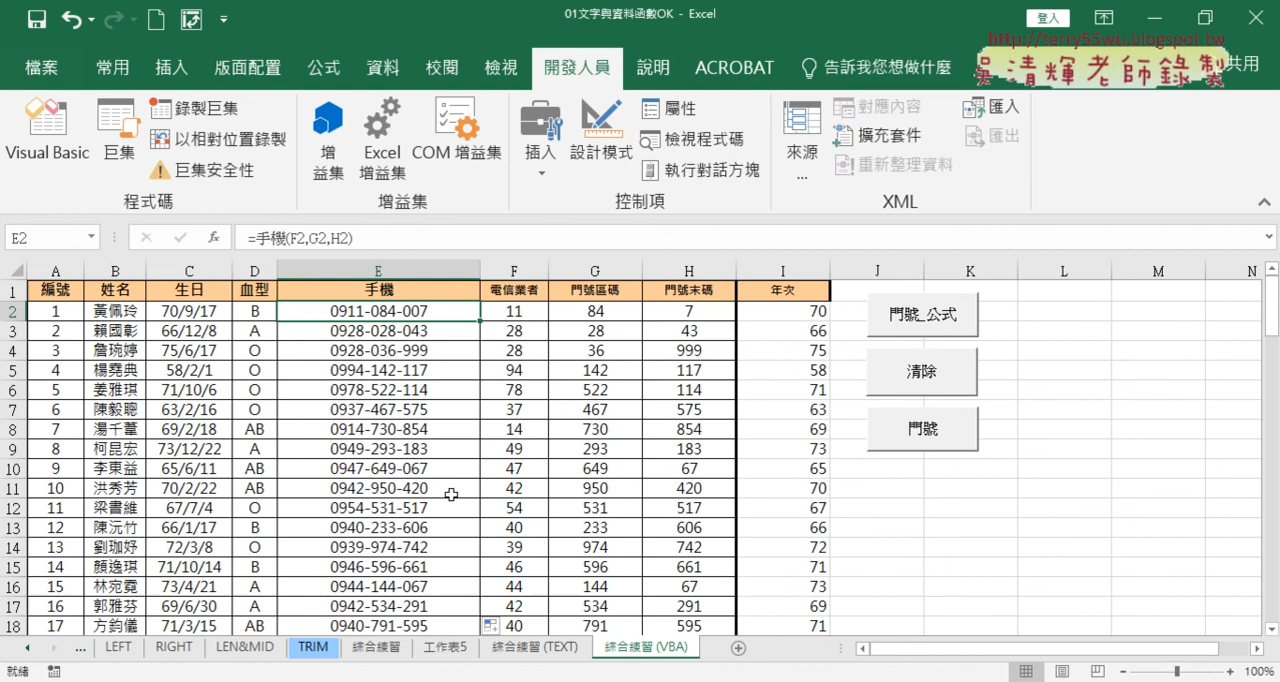 01文字與資料函數OK - Excel
登入
http://terry55wu.blogspot.tw
吳清輝老師錄製
檔案 常用 插入 版面配置 公式 資料 校閱 檢視 開發人員 說明 ACROBAT 告訴我您想做什麼 共用
Visual Basic
巨集
錄製巨集
以相對位置錄製
巨集安全性
程式碼
增益集
Excel 增益集
COM 增益集
增益集
插入
設計模式
屬性
檢視程式碼
執行對話方塊
控制項
來源
...
對應內容
擴充套件
重新整理資料
匯入
匯出
XML
E2
fx
=手機(F2,G2,H2)
A B C D E F G H I J K L M N
1 編號 姓名 生日 血型 手機 電信業者 門號區碼 門號末碼 年次
2 1 黃佩玲 70/9/17 B 0911-084-007 11 84 7 70
3 2 賴國彰 66/12/8 A 0928-028-043 28 28 43 66
4 3 詹琬婷 75/6/17 O 0928-036-999 28 36 999 75
5 4 楊堯典 58/2/1 O 0994-142-117 94 142 117 58
6 5 姜雅琪 71/10/6 O 0978-522-114 78 522 114 71
7 6 陳毅聰 63/2/16 O 0937-467-575 37 467 575 63
8 7 湯千蕙 69/2/18 AB 0914-730-854 14 730 854 69
9 8 柯昆宏 73/12/22 A 0949-293-183 49 293 183 73
10 9 李東益 65/6/11 AB 0947-649-067 47 649 67 65
11 10 洪秀芳 70/2/22 AB 0942-950-420 42 950 420 70
12 11 梁書維 67/7/4 O 0954-531-517 54 531 517 67
13 12 陳沅竹 66/1/17 B 0940-233-606 40 233 606 66
14 13 劉珈妤 72/3/8 O 0939-974-742 39 974 742 72
15 14 顏逸琪 71/10/14 B 0946-596-661 46 596 661 71
16 15 林宛霓 73/4/21 A 0944-144-067 44 144 67 73
17 16 郭雅芬 69/6/30 A 0942-534-291 42 534 291 69
18 17 方鈞儀 71/3/15 AB 0940-791-595 40 791 595 71
門號_公式
清除
門號
... LEFT RIGHT LEN&MID TRIM 綜合練習 工作表5 綜合練習 (TEXT) 綜合練習 (VBA)
就緒
100%